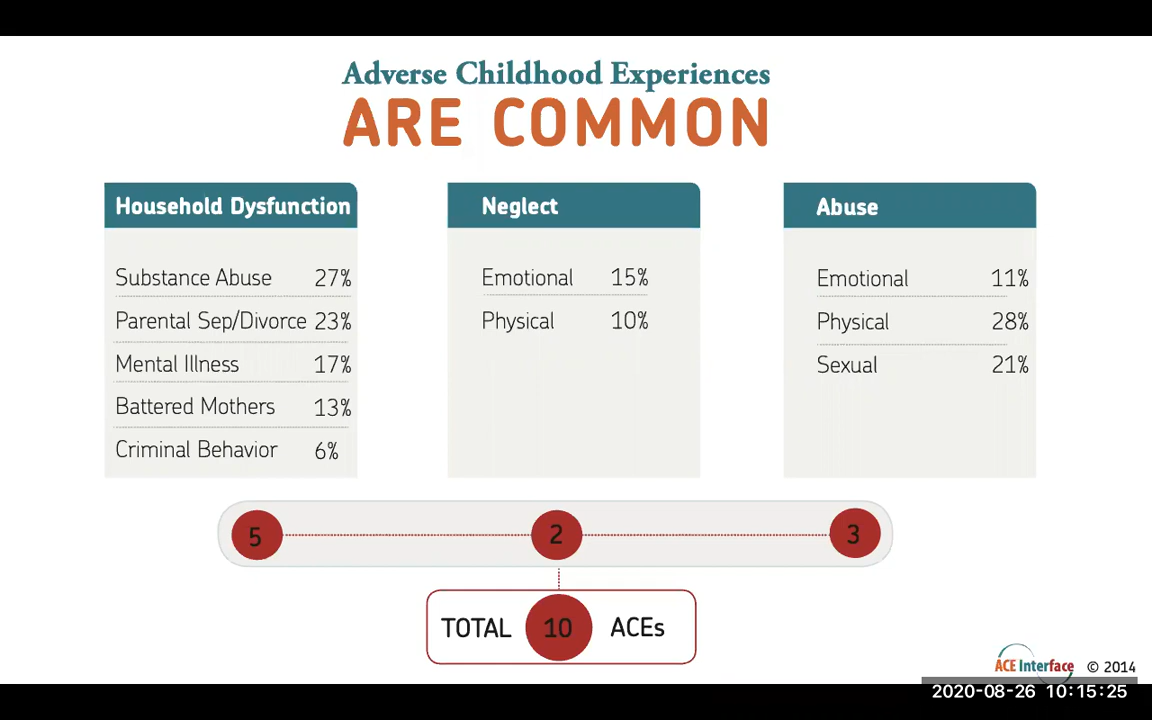 Adverse Childhood Experiences
ARE COMMON
Household Dysfunction
Substance Abuse 27%
Parental Sep/Divorce 23%
Mental Illness 17%
Battered Mothers 13%
Criminal Behavior 6%
Neglect
Emotional 15%
Physical 10%
Abuse
Emotional 11%
Physical 28%
Sexual 21%
5 2 3
TOTAL 10 ACEs
ACE Interface © 2014
2020-08-26 10:15:25